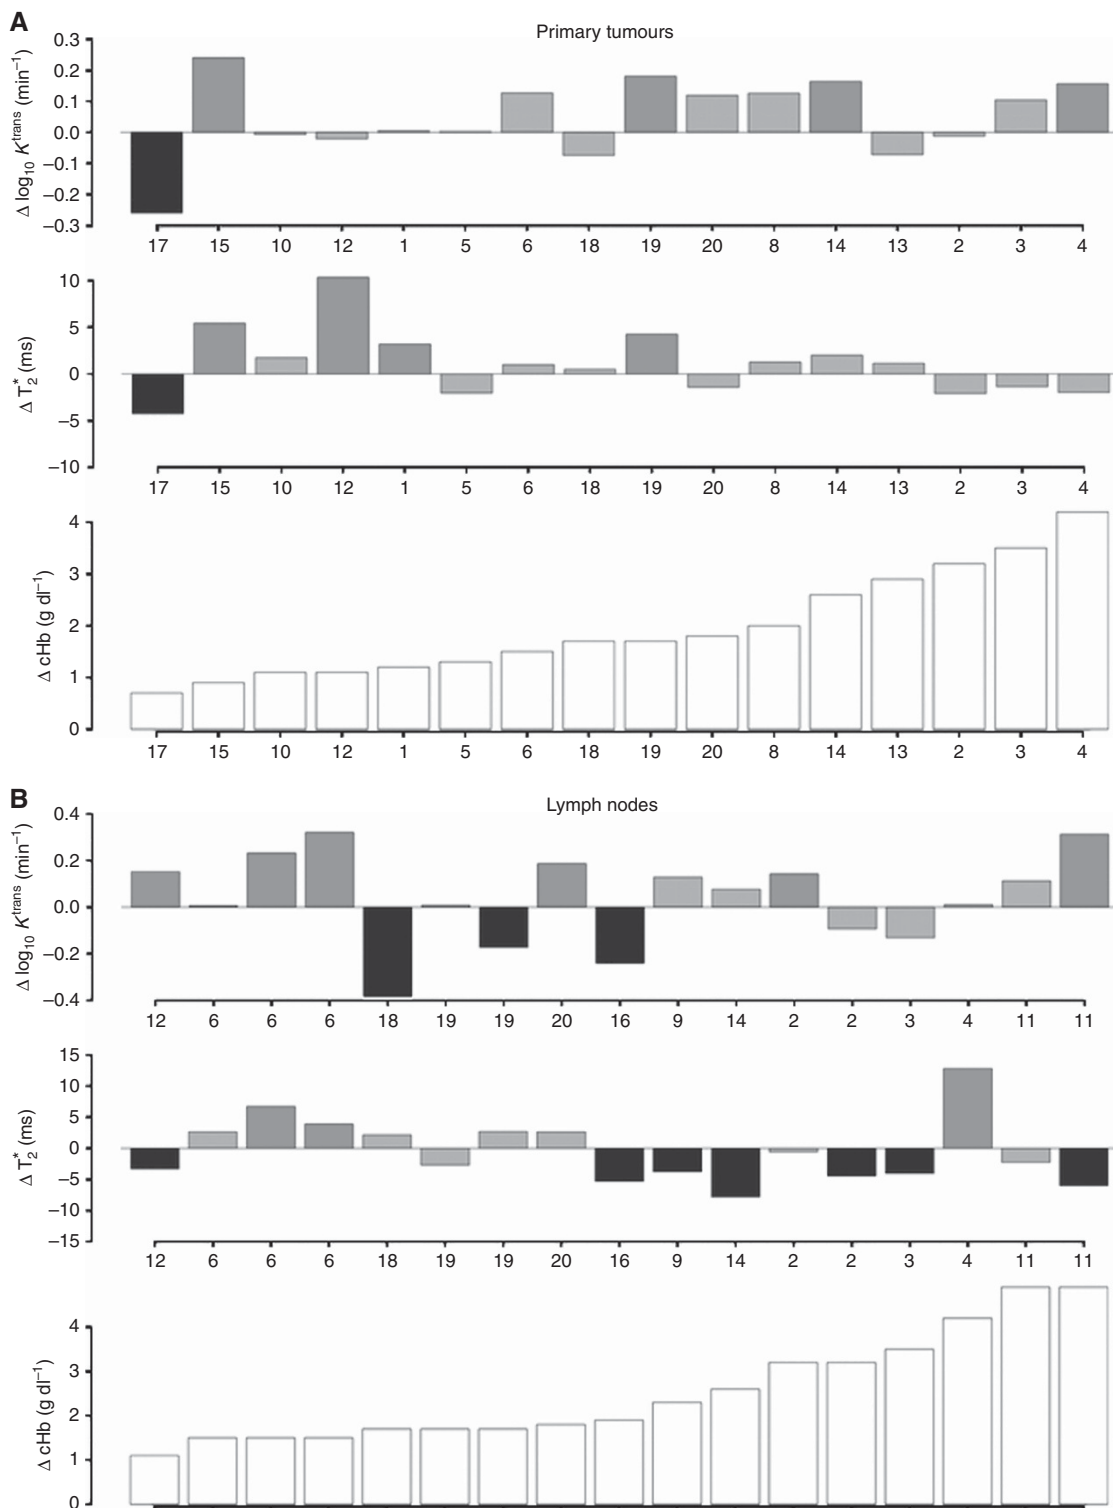 A
Primary tumours
Δ log10 Ktrans (min−1)
0.3
0.2
0.1
0.0
−0.1
−0.2
−0.3
17 15 10 12 1 5 6 18 19 20 8 14 13 2 3 4
Δ T2* (ms)
10
5
0
−5
−10
17 15 10 12 1 5 6 18 19 20 8 14 13 2 3 4
Δ cHb (g dl−1)
4
3
2
1
0
17 15 10 12 1 5 6 18 19 20 8 14 13 2 3 4
B
Lymph nodes
Δ log10 Ktrans (min−1)
0.4
0.2
0.0
−0.2
−0.4
12 6 6 6 18 19 19 20 16 9 14 2 2 3 4 11 11
Δ T2* (ms)
15
10
5
0
−5
−10
−15
12 6 6 6 18 19 19 20 16 9 14 2 2 3 4 11 11
Δ cHb (g dl−1)
4
3
2
1
0